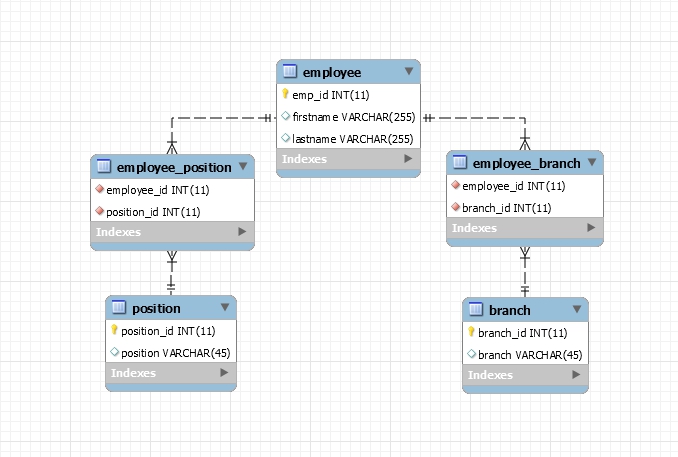 employee
emp_id INT(11)
firstname VARCHAR(255)
lastname VARCHAR(255)
Indexes
employee_position
employee_id INT(11)
position_id INT(11)
Indexes
employee_branch
employee_id INT(11)
branch_id INT(11)
Indexes
position
position_id INT(11)
position VARCHAR(45)
Indexes
branch
branch_id INT(11)
branch VARCHAR(45)
Indexes